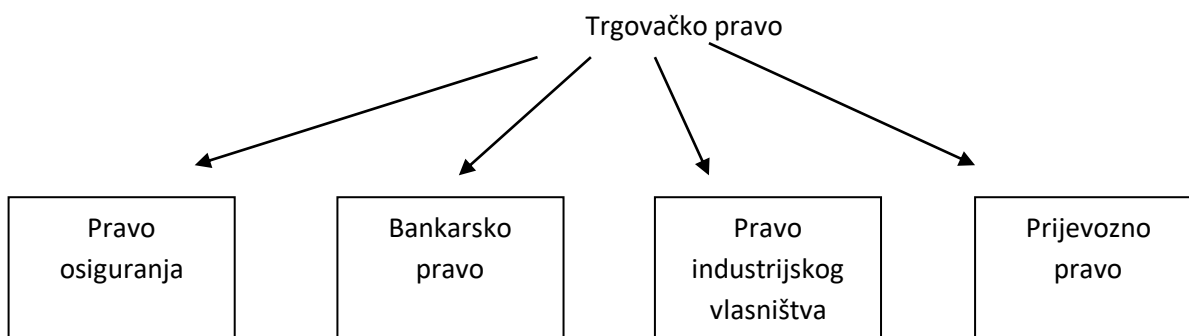 Trgovačko pravo
Pravo
osiguranja
Bankarsko
pravo
Pravo
industrijskog
vlasništva
Prijevozno
pravo